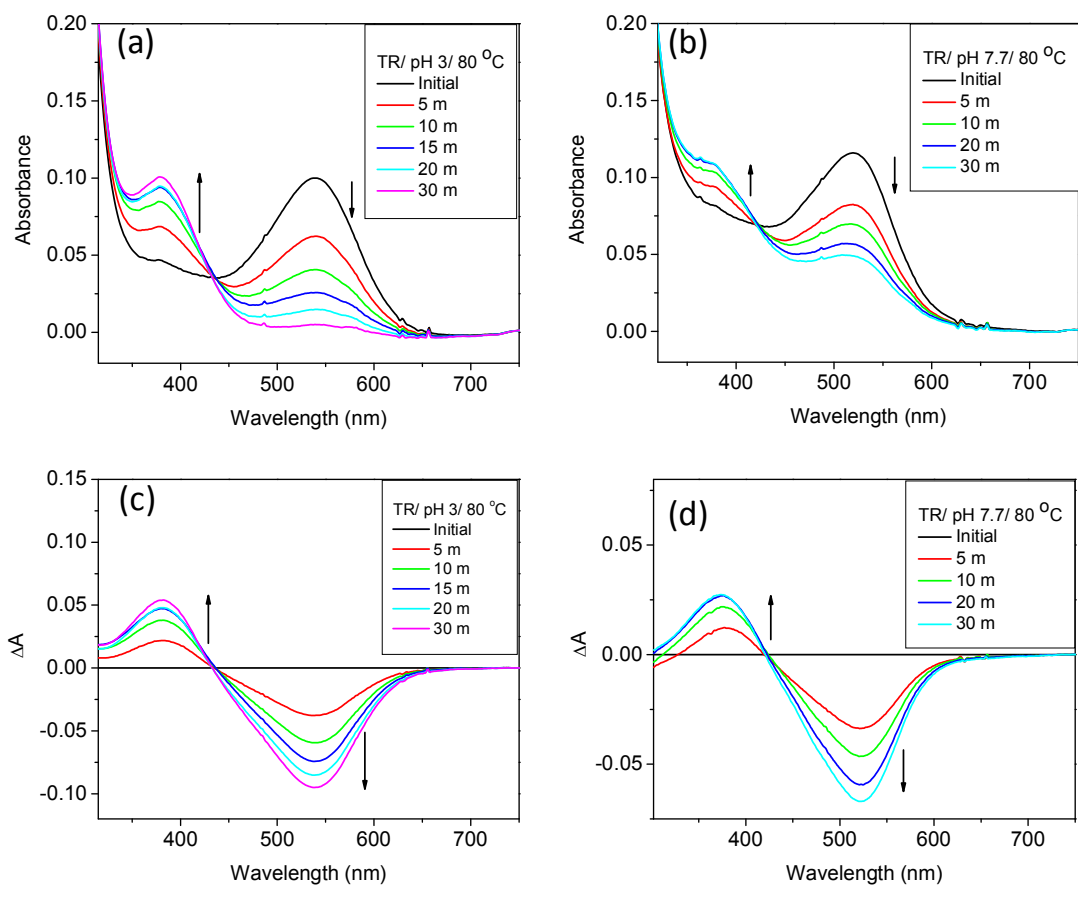 (a)
TR/ pH 3/ 80 °C
Initial
5 m
10 m
15 m
20 m
30 m
0.20
0.15
0.10
0.05
0.00
Absorbance
400 500 600 700
Wavelength (nm)
(b)
TR/ pH 7.7/ 80 °C
Initial
5 m
10 m
20 m
30 m
0.20
0.15
0.10
0.05
0.00
Absorbance
400 500 600 700
Wavelength (nm)
(c)
TR/ pH 3/ 80 °C
Initial
5 m
10 m
15 m
20 m
30 m
0.15
0.10
0.05
0.00
-0.05
-0.10
ΔA
400 500 600 700
Wavelength (nm)
(d)
TR/ pH 7.7/ 80 °C
Initial
5 m
10 m
20 m
30 m
0.05
0.00
-0.05
ΔA
400 500 600 700
Wavelength (nm)